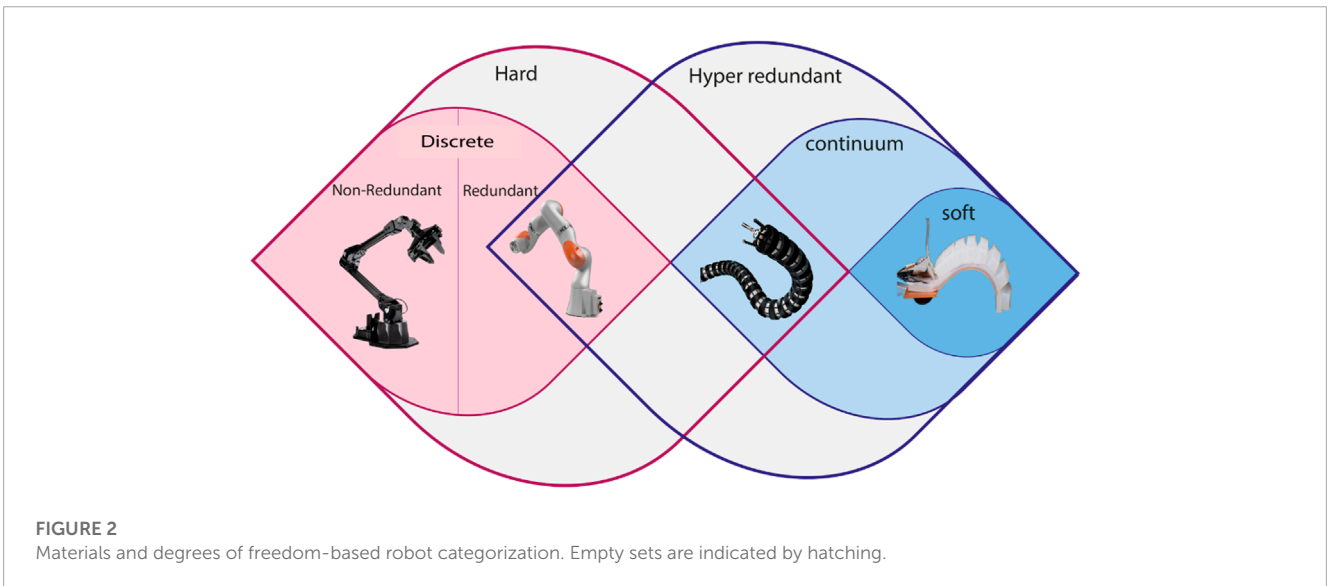 Hard
Hyper redundant
Discrete
continuum
Non-Redundant
Redundant
soft
FIGURE 2
Materials and degrees of freedom-based robot categorization. Empty sets are indicated by hatching.